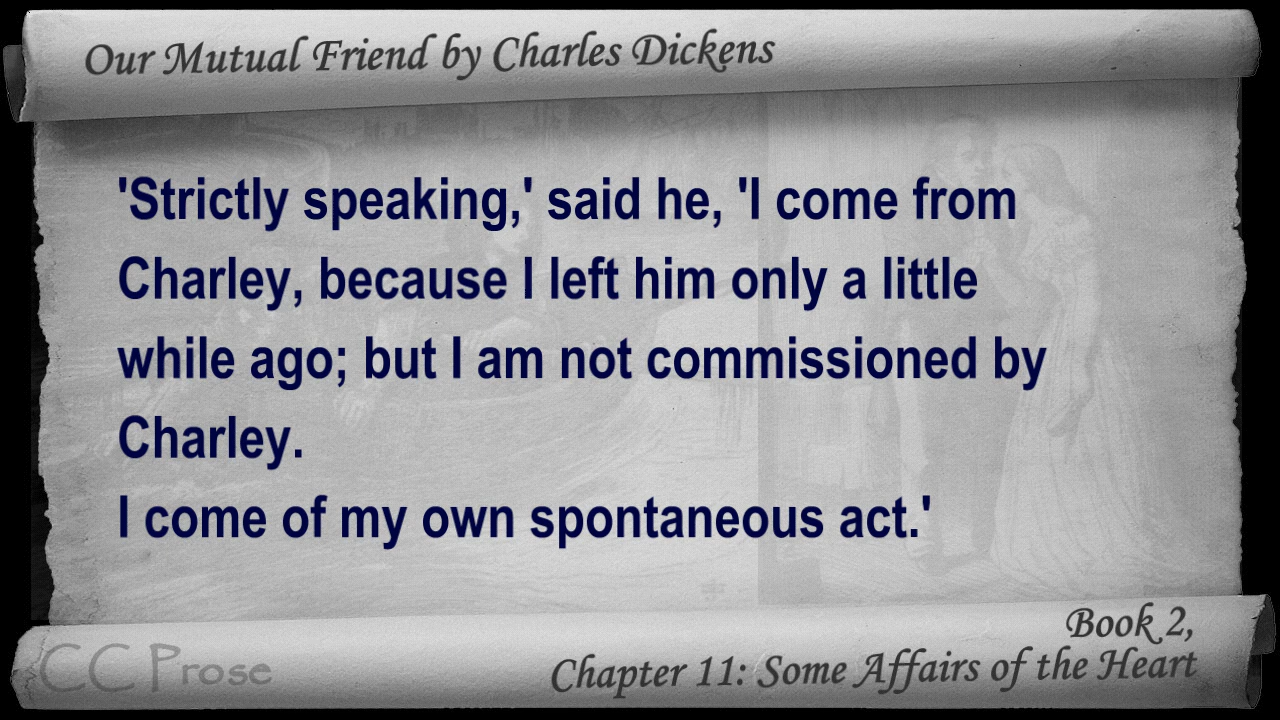 Our Mutual Friend by Charles Dickens
'Strictly speaking,' said he, 'I come from
Charley, because I left him only a little
while ago; but I am not commissioned by
Charley.
I come of my own spontaneous act.'
Book 2,
Chapter 11: Some Affairs of the Heart
CC Prose